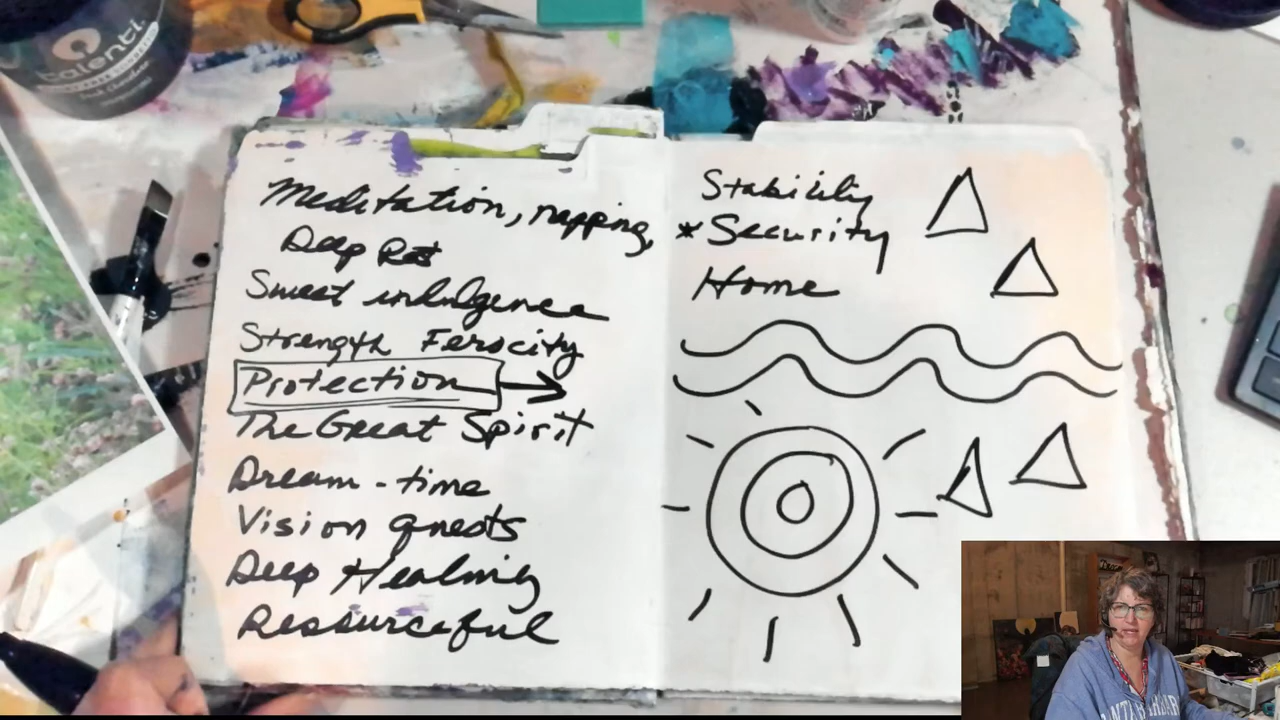 talenti
Meditation, napping,
Deep Rest
Sweet indulgence
Strength Ferocity
Protection
The Great Spirit
Dream-time
Vision quests
Deep Healing
Resourceful
Stability
*Security
Home